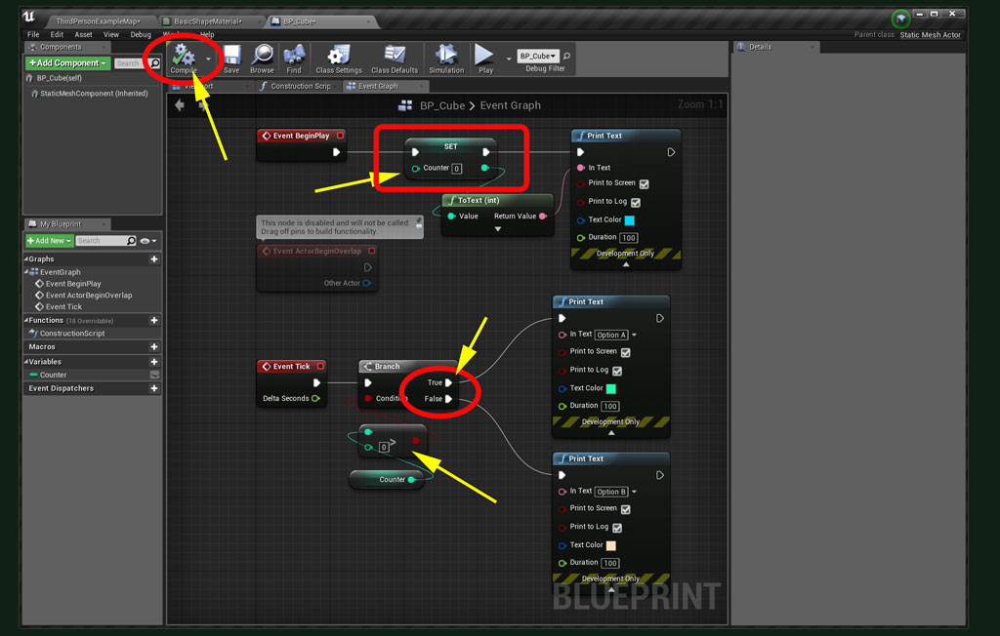 ThirdPersonExampleMap*
BasicShapeMaterial*
BP_Cube*
File Edit Asset View Debug Help
Parent class: Static Mesh Actor
Components
+Add Component
Search
BP_Cube(self)
StaticMeshComponent (Inherited)
Compile
Save
Browse
Find
Class Settings
Class Defaults
Simulation
Play
BP_Cube
Debug Filter
Details
Construction Scrip
Event Graph
BP_Cube > Event Graph
Zoom 1:1
Event BeginPlay
SET
Counter 0
ToText (int)
Value Return Value
Print Text
In Text
Print to Screen
Print to Log
Text Color
Duration 100
Development Only
This node is disabled and will not be called.
Drag off pins to build functionality.
Event ActorBeginOverlap
Other Actor
My Blueprint
+Add New
Search
Graphs
EventGraph
Event BeginPlay
Event ActorBeginOverlap
Event Tick
Functions (18 Overridable)
ConstructionScript
Macros
Variables
Counter
Event Dispatchers
Event Tick
Delta Seconds
Branch
True
Condition
False
0 >
Counter
Print Text
In Text Option A
Print to Screen
Print to Log
Text Color
Duration 100
Development Only
Print Text
In Text Option B
Print to Screen
Print to Log
Text Color
Duration 100
Development Only
BLUEPRINT